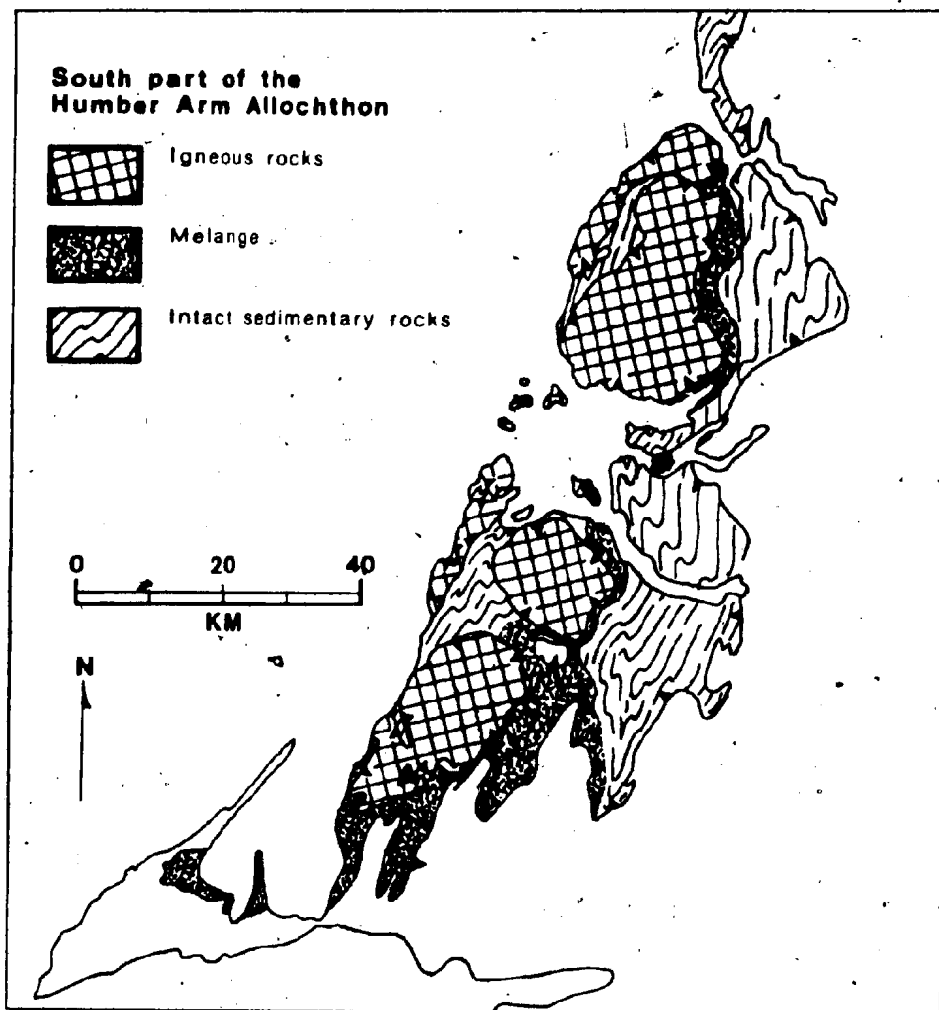 South part of the
Humber Arm Allochthon
Igneous rocks
Melange
Intact sedimentary rocks
0 20 40
KM
N